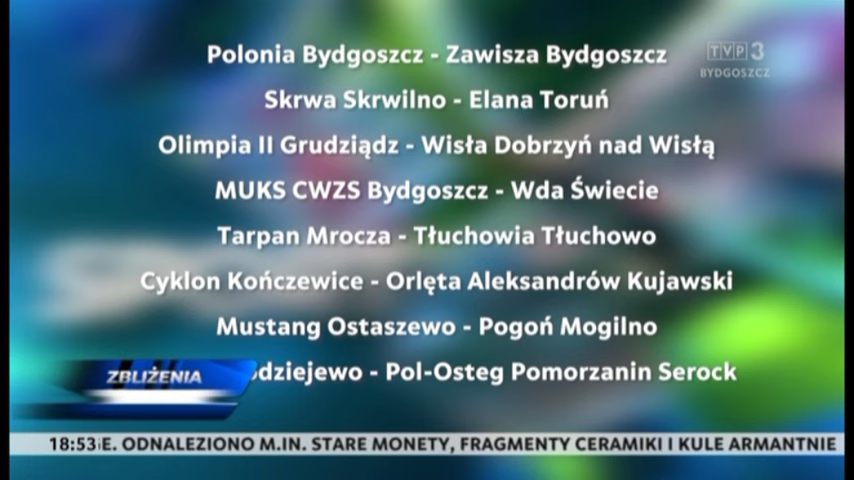 Polonia Bydgoszcz - Zawisza Bydgoszcz
TVP3
BYDGOSZCZ
Skrwa Skrwilno - Elana Toruń
Olimpia II Grudziądz - Wisła Dobrzyń nad Wisłą
MUKS CWZS Bydgoszcz - Wda Świecie
Tarpan Mrocza - Tłuchowia Tłuchowo
Cyklon Kończewice - Orlęta Aleksandrów Kujawski
Mustang Ostaszewo - Pogoń Mogilno
- Pol-Osteg Pomorzanin Serock
ZBLIŻENIA
18:53 E. ODNALEZIONO M.IN. STARE MONETY, FRAGMENTY CERAMIKI I KULE ARMANTNIE